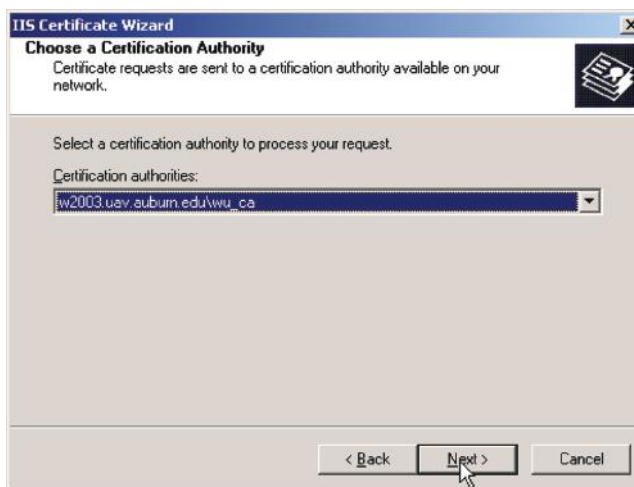 IIS Certificate Wizard
Choose a Certification Authority
Certificate requests are sent to a certification authority available on your
network.
Select a certification authority to process your request.
Certification authorities:
w2003.uav.auburn.edu\wu_ca
< Back
Next >
Cancel